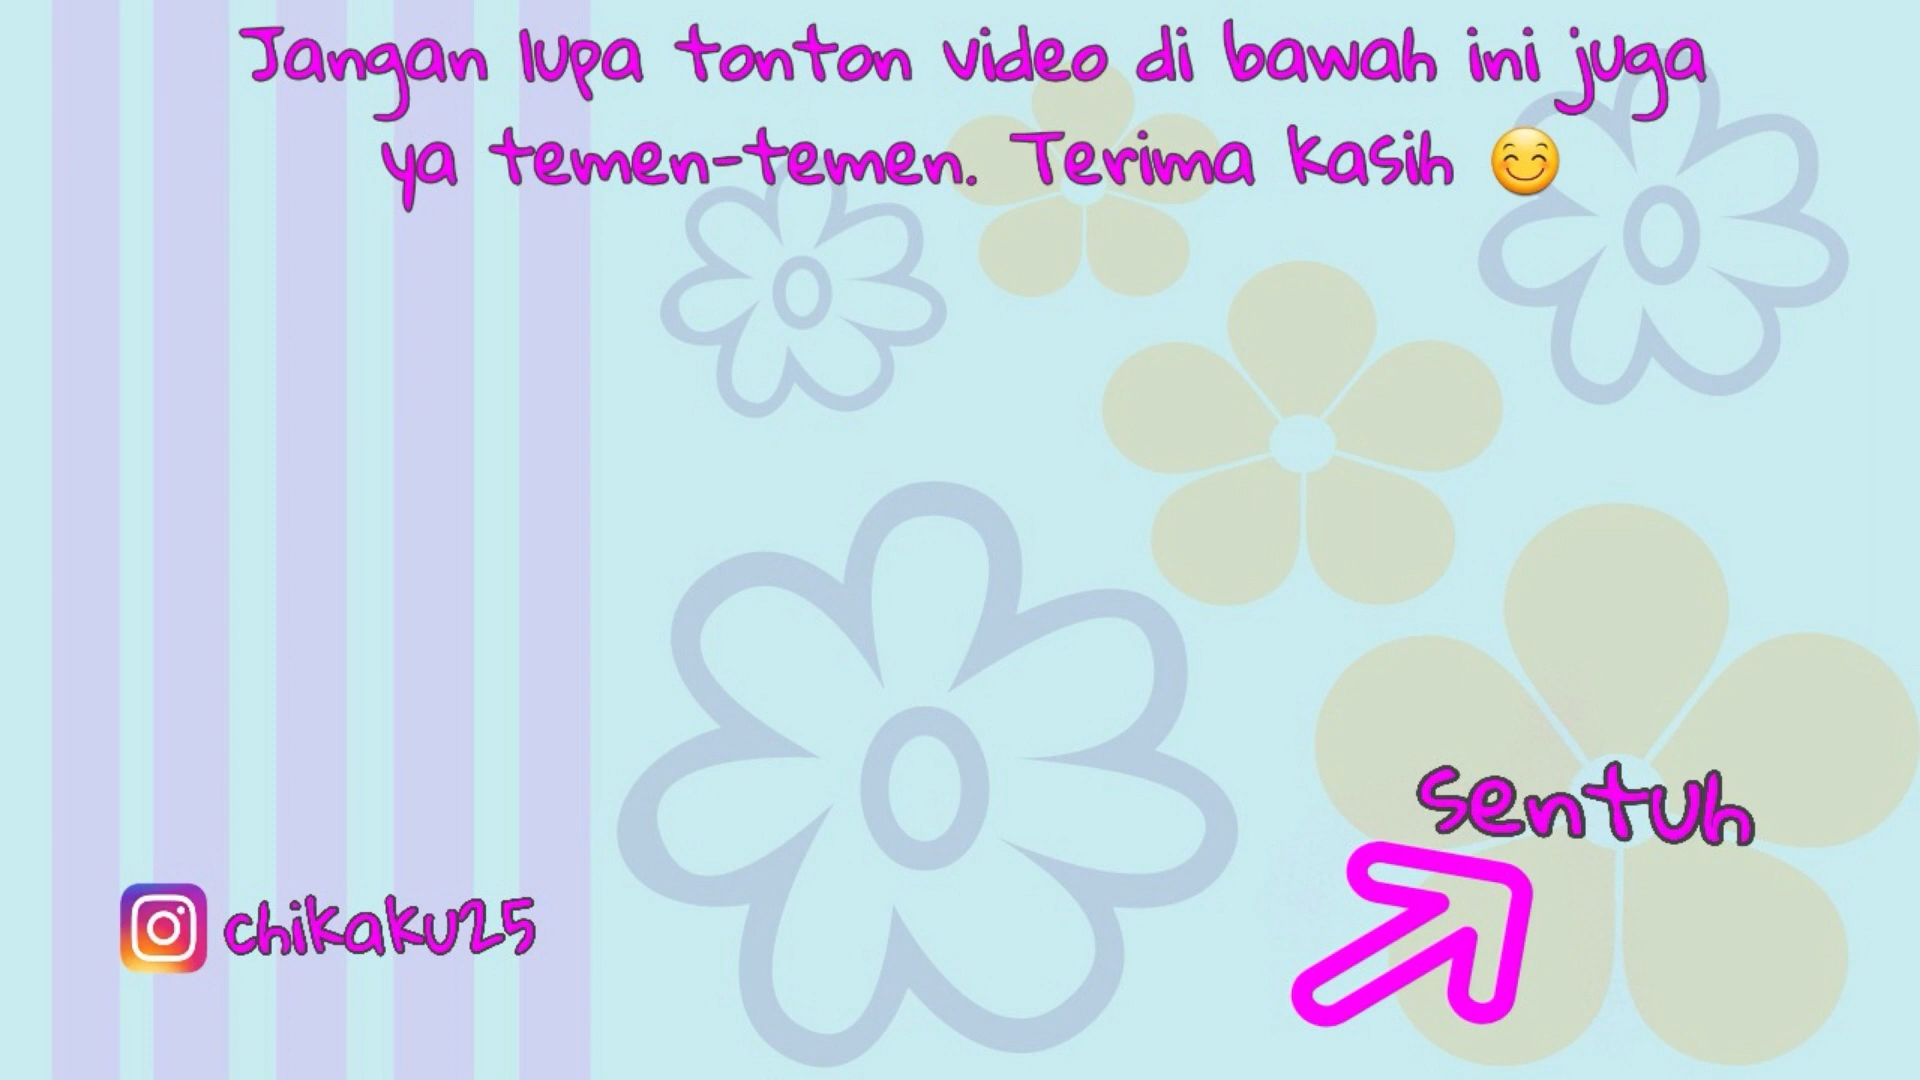 Jangan lupa tonton video di bawah ini juga
ya temen-temen. Terima kasih 😊
sentuh
chikaku25